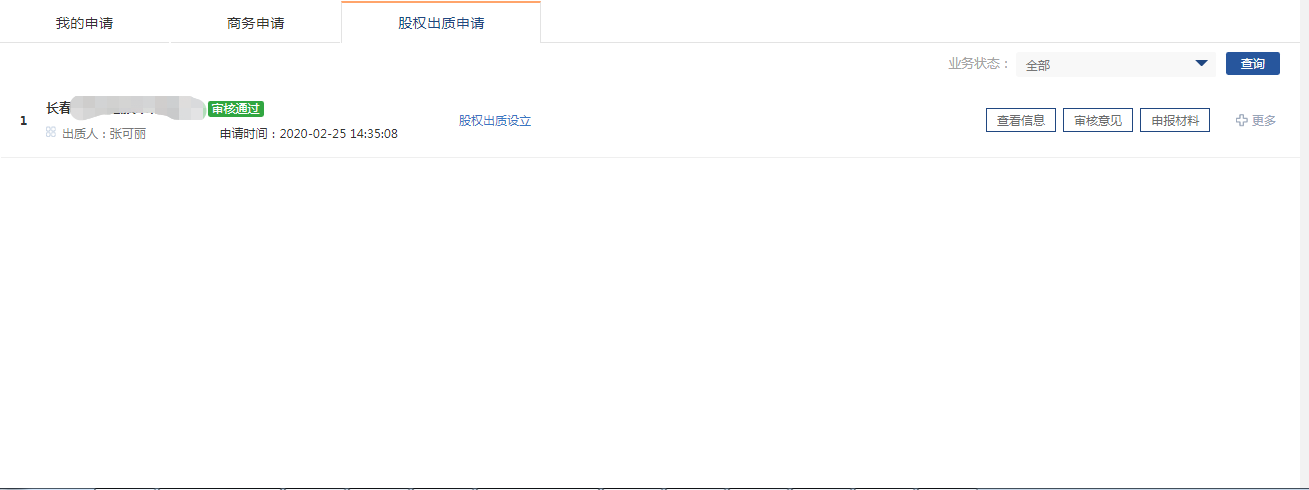 我的申请 商务申请 股权出质申请
业务状态： 全部 查询
长春 审核通过
1 股权出质设立 查看信息 审核意见 申报材料 更多
出质人：张可丽 申请时间：2020-02-25 14:35:08